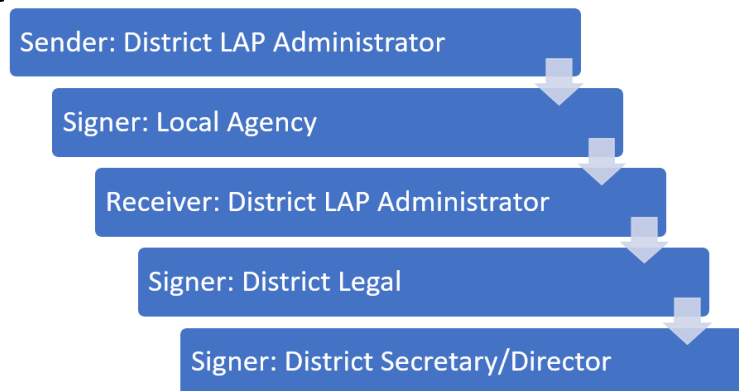 Sender: District LAP Administrator
Signer: Local Agency
Receiver: District LAP Administrator
Signer: District Legal
Signer: District Secretary/Director